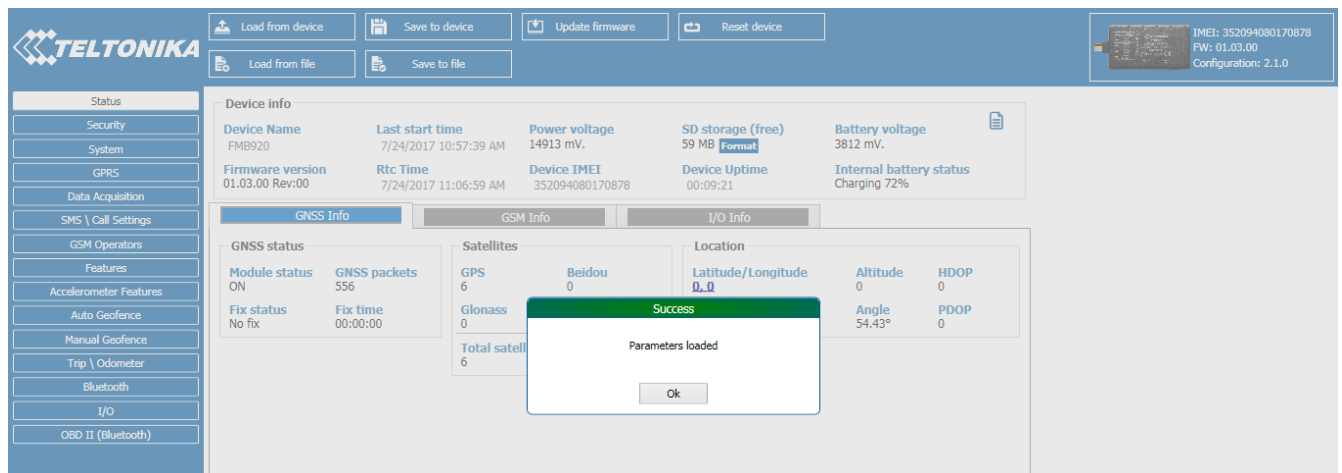 TELTONIKA
Load from device
Save to device
Update firmware
Reset device
Load from file
Save to file
IMEI: 352094080170878
FW: 01.03.00
Configuration: 2.1.0
Status
Security
System
GPRS
Data Acquisition
SMS \ Call Settings
GSM Operators
Features
Accelerometer Features
Auto Geofence
Manual Geofence
Trip \ Odometer
Bluetooth
I/O
OBD II (Bluetooth)
Device info
Device Name
FMB920
Last start time
7/24/2017 10:57:39 AM
Power voltage
14913 mV.
SD storage (free)
59 MB Format
Battery voltage
3812 mV.
Firmware version
01.03.00 Rev:00
Rtc Time
7/24/2017 11:06:59 AM
Device IMEI
352094080170878
Device Uptime
00:09:21
Internal battery status
Charging 72%
GNSS Info
GSM Info
I/O Info
GNSS status
Module status
ON
GNSS packets
556
Fix status
No fix
Fix time
00:00:00
Satellites
GPS
6
Beidou
0
Glonass
0
Total satell
6
Location
Latitude/Longitude
0, 0
Altitude
0
HDOP
0
Angle
54.43°
PDOP
0
Success
Parameters loaded
Ok